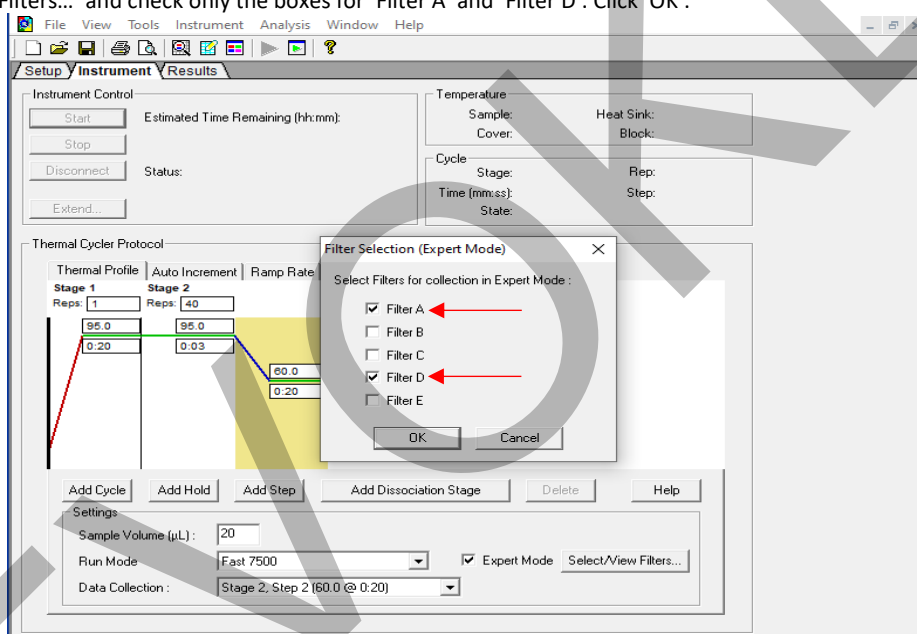 Filters…" and check only the boxes for "Filter A" and "Filter D". Click "OK".
File View Tools Instrument Analysis Window Help
Setup Instrument Results
Instrument Control
Start Estimated Time Remaining (hh:mm):
Stop
Disconnect Status:
Extend...
Temperature
Sample: Heat Sink:
Cover: Block:
Cycle
Stage: Rep:
Time (mm:ss): Step:
State:
Thermal Cycler Protocol
Thermal Profile Auto Increment Ramp Rate
Stage 1 Stage 2
Reps: 1 Reps: 40
95.0 95.0
0:20 0:03
60.0
0:20
Filter Selection (Expert Mode)
Select Filters for collection in Expert Mode :
Filter A
Filter B
Filter C
Filter D
Filter E
OK Cancel
Add Cycle Add Hold Add Step Add Dissociation Stage Delete Help
Settings
Sample Volume (µL) : 20
Run Mode Fast 7500 Expert Mode Select/View Filters...
Data Collection : Stage 2, Step 2 (60.0 @ 0:20)